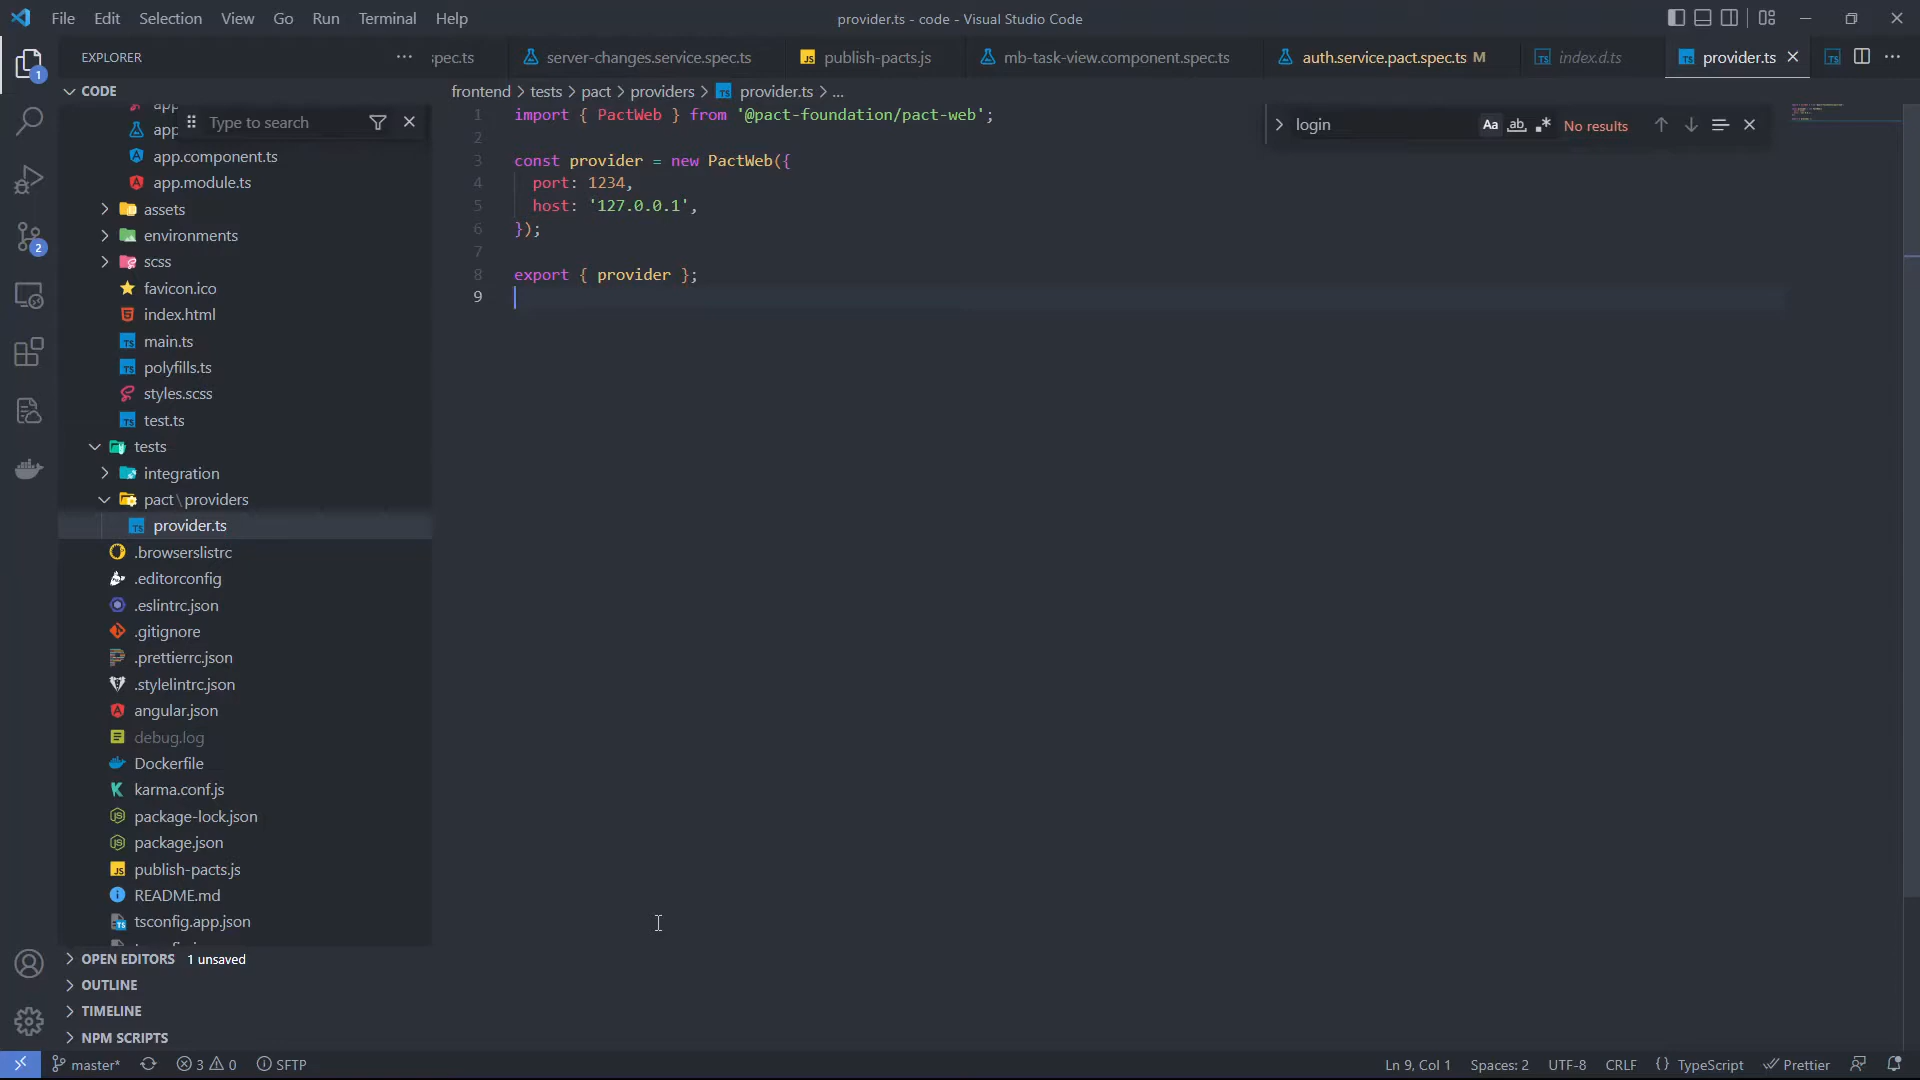 File Edit Selection View Go Run Terminal Help
provider.ts - code - Visual Studio Code
EXPLORER
spec.ts
server-changes.service.spec.ts
publish-pacts.js
mb-task-view.component.spec.ts
auth.service.pact.spec.ts M
index.d.ts
provider.ts
CODE
frontend > tests > pact > providers > provider.ts > ...
Type to search
login
Aa
ab
No results
app
app.component.ts
app.module.ts
assets
environments
scss
favicon.ico
index.html
main.ts
polyfills.ts
styles.scss
test.ts
tests
integration
pact\providers
provider.ts
.browserslistrc
.editorconfig
.eslintrc.json
.gitignore
.prettierrc.json
.stylelintrc.json
angular.json
debug.log
Dockerfile
karma.conf.js
package-lock.json
package.json
publish-pacts.js
README.md
tsconfig.app.json
OPEN EDITORS 1 unsaved
OUTLINE
TIMELINE
NPM SCRIPTS
1
2
1 import { PactWeb } from '@pact-foundation/pact-web';
2
3 const provider = new PactWeb({
4 port: 1234,
5 host: '127.0.0.1',
6 });
7
8 export { provider };
9
master*
3
0
SFTP
Ln 9, Col 1
Spaces: 2
UTF-8
CRLF
{ } TypeScript
Prettier